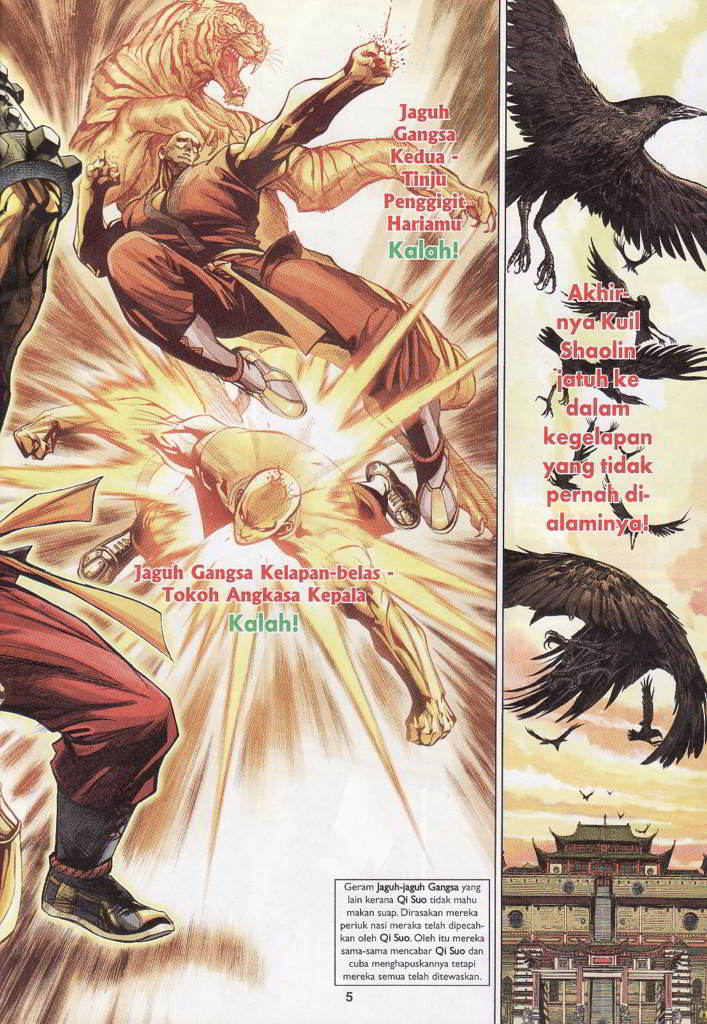 Jaguh
Gangsa
Kedua -
Tinju
Penggigit
Hariamu
Kalah!
Jaguh Gangsa Kelapan-belas -
Tokoh Angkasa Kepala
Kalah!
Geram Jaguh-jaguh Gangsa yang
lain kerana Qi Suo tidak mahu
makan suap. Dirasakan mereka
periuk nasi meraka telah dipecah-
kan oleh Qi Suo. Oleh itu mereka
sama-sama mencabar Qi Suo dan
cuba menghapuskannya tetapi
mereka semua telah ditewaskan.
5
Akhir-
nya Kuil
Shaolin
jatuh ke
dalam
kegelapan
yang tidak
pernah di-
alaminya!